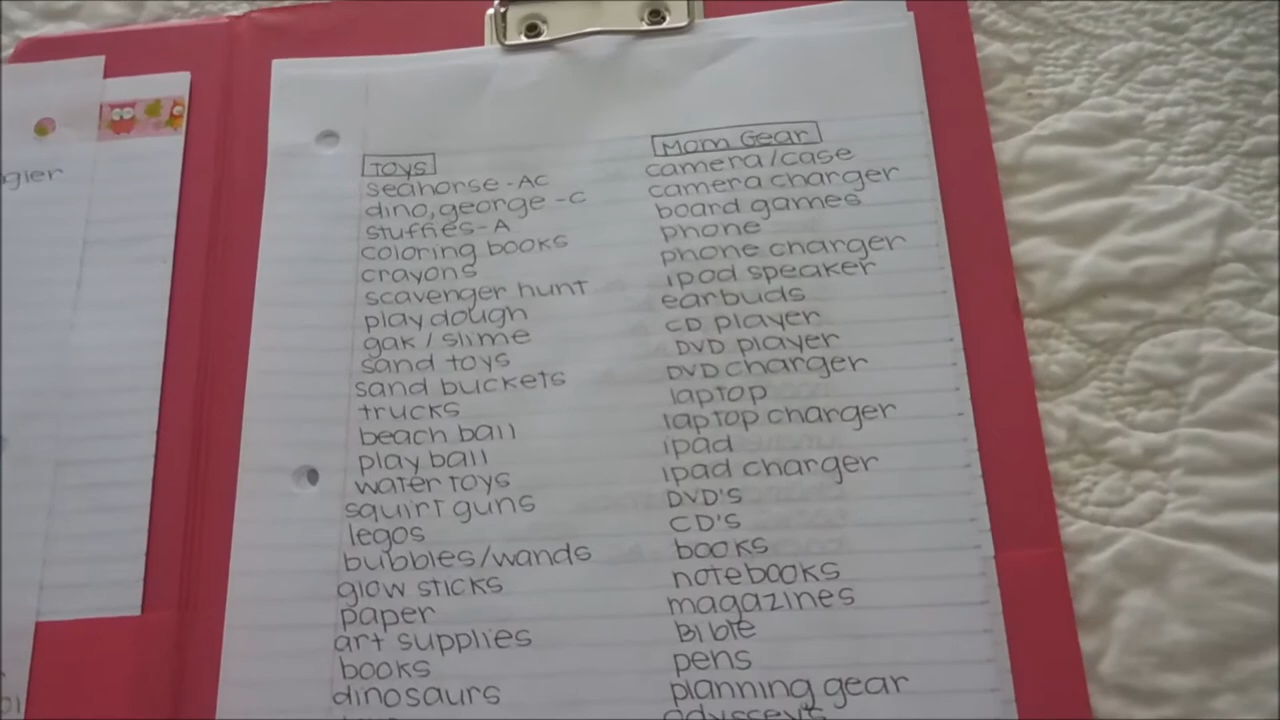 gier
Toys
seahorse-AC
dino, george -C
stuffies-A
coloring books
crayons
scavenger hunt
play dough
gak / slime
sand toys
sand buckets
trucks
beach ball
play ball
water toys
squirt guns
legos
bubbles/wands
glow sticks
paper
art supplies
books
dinosaurs
Mom Gear
camera/case
camera charger
board games
phone
phone charger
ipod speaker
earbuds
CD player
DVD player
DVD charger
laptop
laptop charger
ipad
ipad charger
DVD's
CD's
books
notebooks
magazines
Bible
pens
planning gear
odyssey's